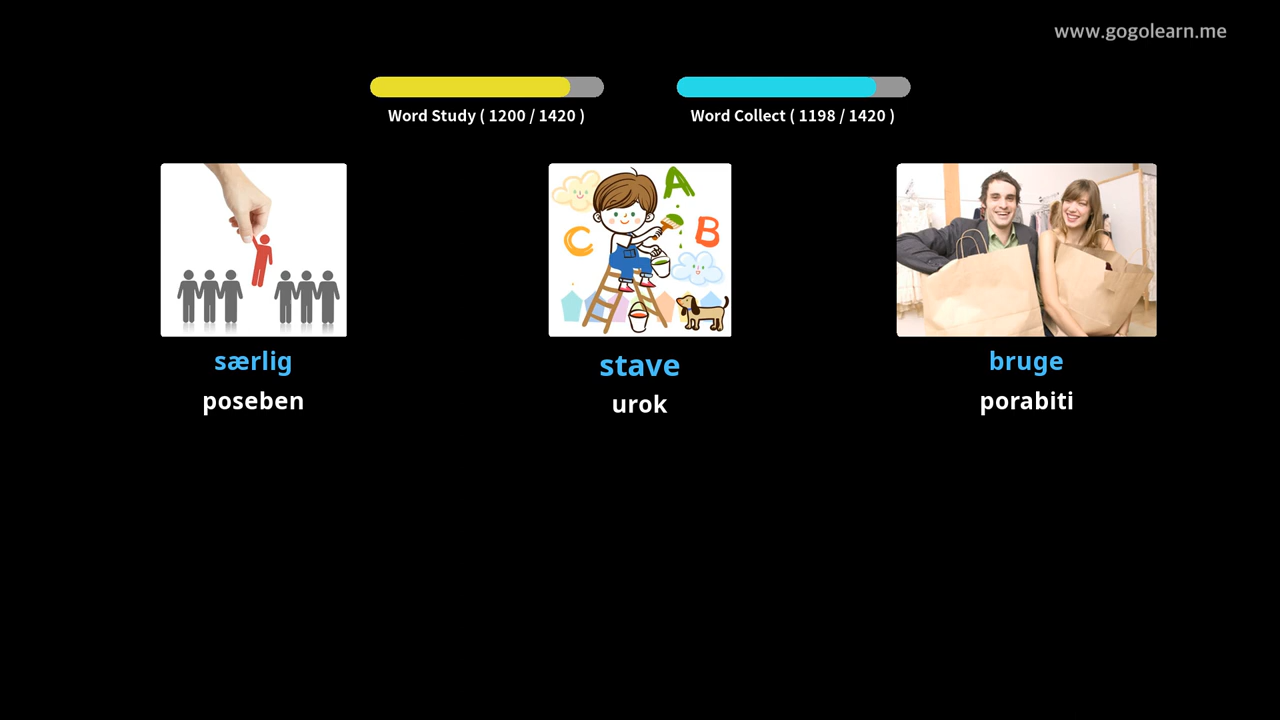 www.gogolearn.me
Word Study ( 1200 / 1420 )
Word Collect ( 1198 / 1420 )
A
B
C
særlig
stave
bruge
poseben
urok
porabiti